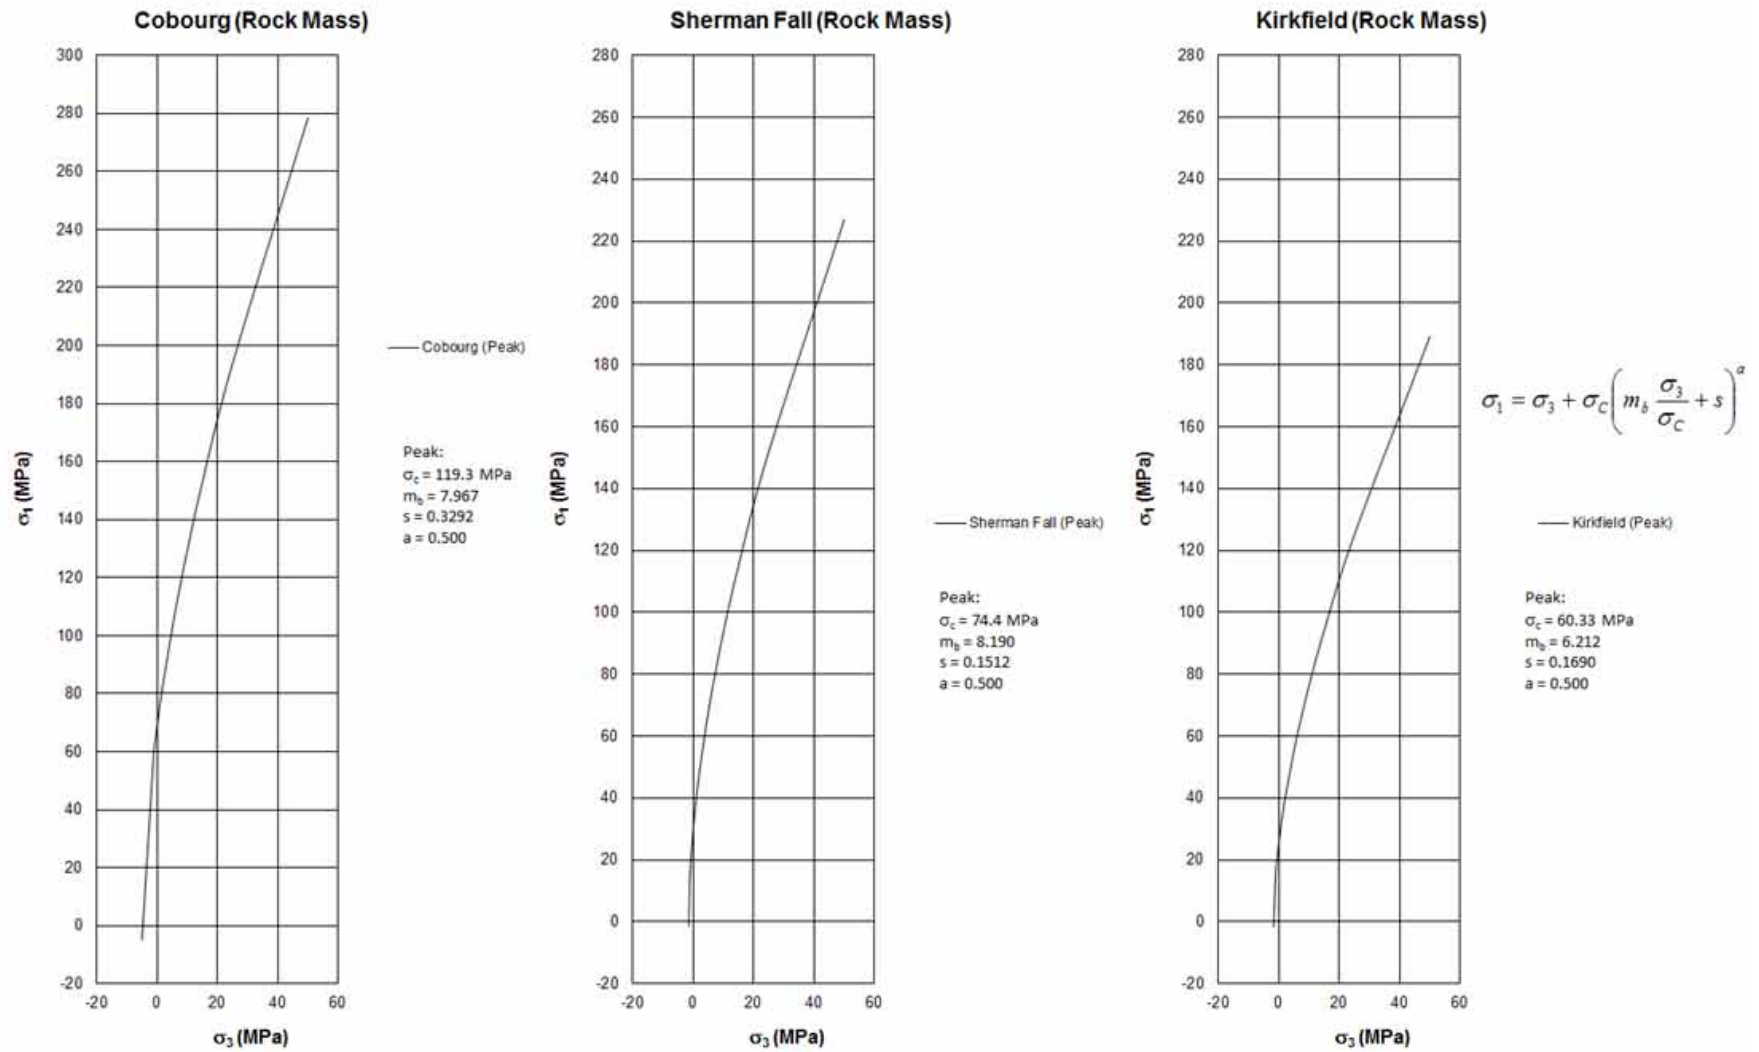 Cobourg (Rock Mass)
300
280
260
240
220
200
180
160
140
120
100
80
60
40
20
0
-20
-20 0 20 40 60
σ₁ (MPa)
σ₃ (MPa)
Cobourg (Peak)
Peak:
σc = 119.3 MPa
mb = 7.967
s = 0.3292
a = 0.500
Sherman Fall (Rock Mass)
280
260
240
220
200
180
160
140
120
100
80
60
40
20
0
-20
-20 0 20 40 60
σ₁ (MPa)
σ₃ (MPa)
Sherman Fall (Peak)
Peak:
σc = 74.4 MPa
mb = 8.190
s = 0.1512
a = 0.500
Kirkfield (Rock Mass)
280
260
240
220
200
180
160
140
120
100
80
60
40
20
0
-20
-20 0 20 40 60
σ₁ (MPa)
σ₃ (MPa)
σ₁ = σ₃ + σC (mb σ₃/σC + s)^α
Kirkfield (Peak)
Peak:
σc = 60.33 MPa
mb = 6.212
s = 0.1690
a = 0.500